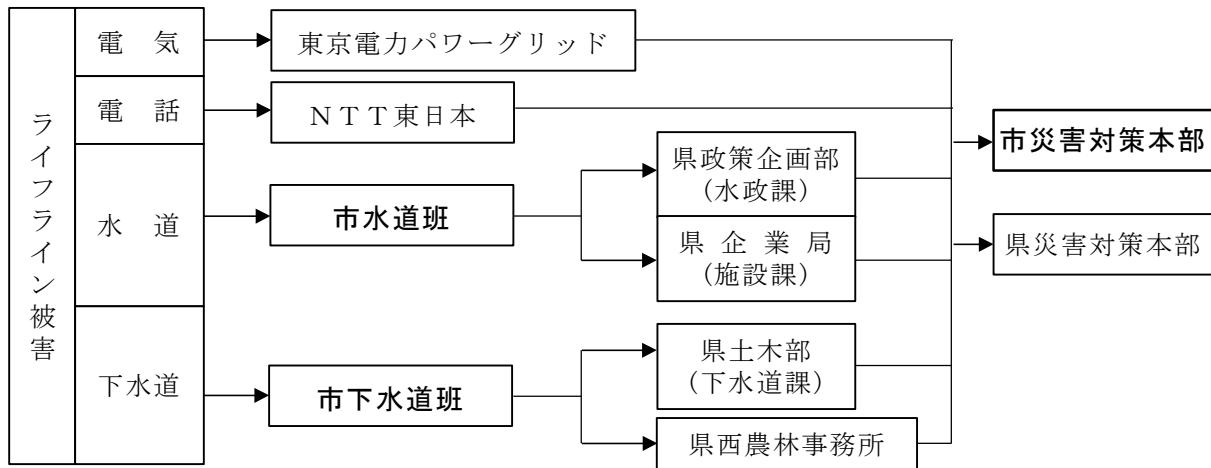 ライフライン被害
電 気
東京電力パワーグリッド
電 話
NTT東日本
水 道
市水道班
県政策企画部
(水政課)
県 企 業 局
(施設課)
下水道
市下水道班
県土木部
(下水道課)
県西農林事務所
市災害対策本部
県災害対策本部